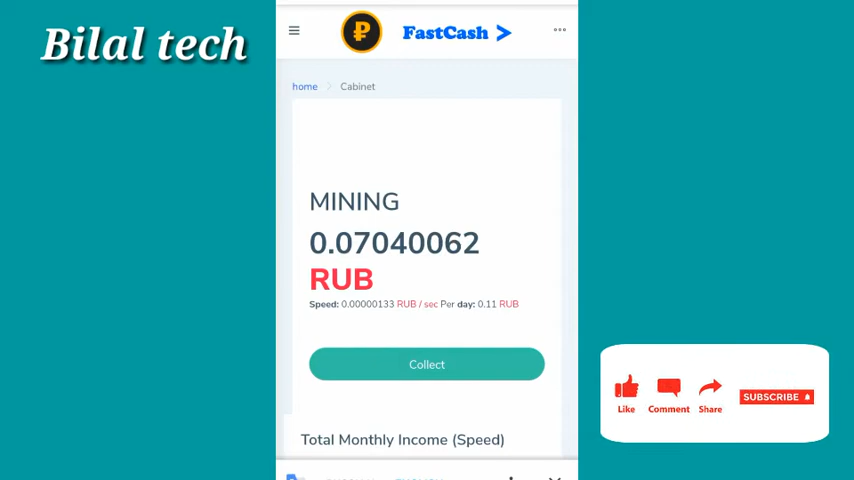 Bilal tech
FastCash >
home > Cabinet
MINING
0.07040062
RUB
Speed: 0.00000133 RUB / sec Per day: 0.11 RUB
Collect
Total Monthly Income (Speed)
Like Comment Share SUBSCRIBE